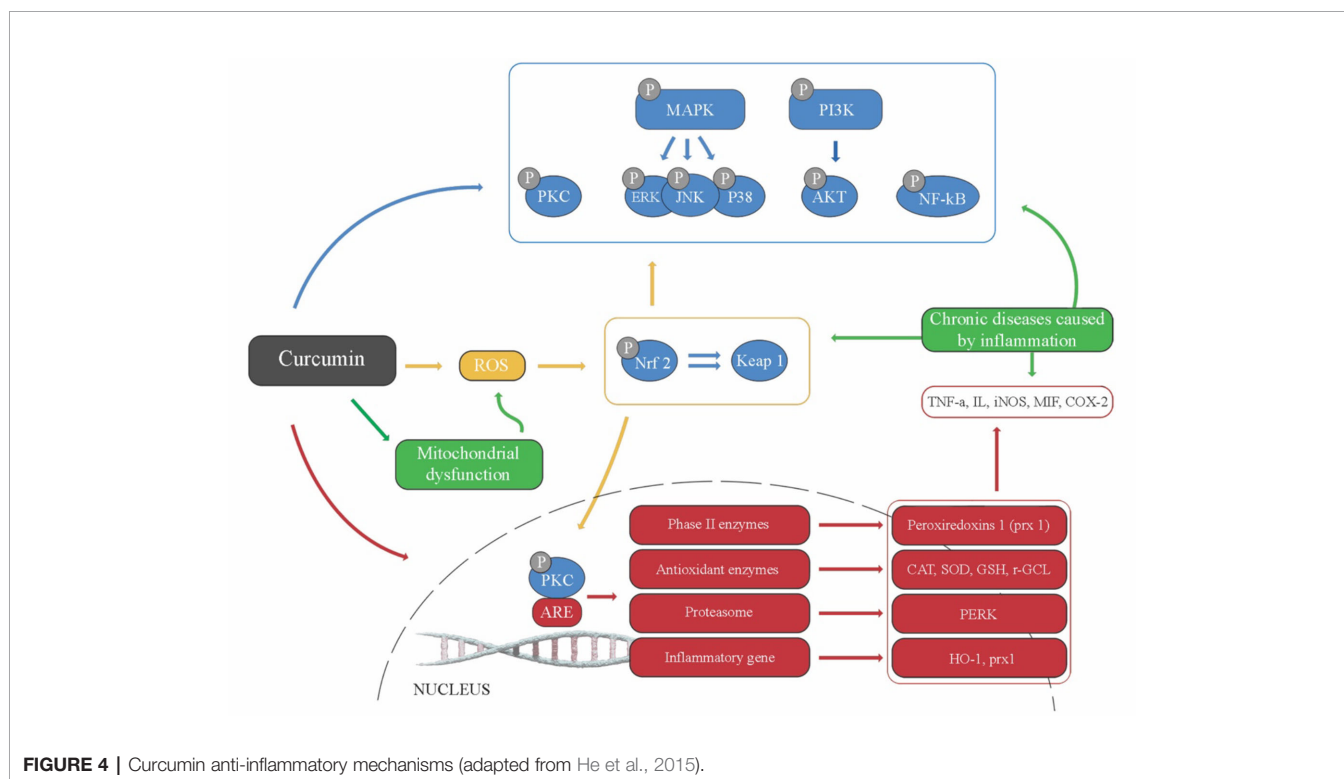 P
MAPK
P
PI3K
P
PKC
P
ERK
P
JNK
P
P38
P
AKT
P
NF-kB
Curcumin
ROS
P
Nrf 2
Keap 1
Chronic diseases caused
by inflammation
TNF-a, IL, iNOS, MIF, COX-2
Mitochondrial
dysfunction
P
PKC
ARE
NUCLEUS
Phase II enzymes
Peroxiredoxins 1 (prx 1)
Antioxidant enzymes
CAT, SOD, GSH, r-GCL
Proteasome
PERK
Inflammatory gene
HO-1, prx1
FIGURE 4 | Curcumin anti-inflammatory mechanisms (adapted from He et al., 2015).